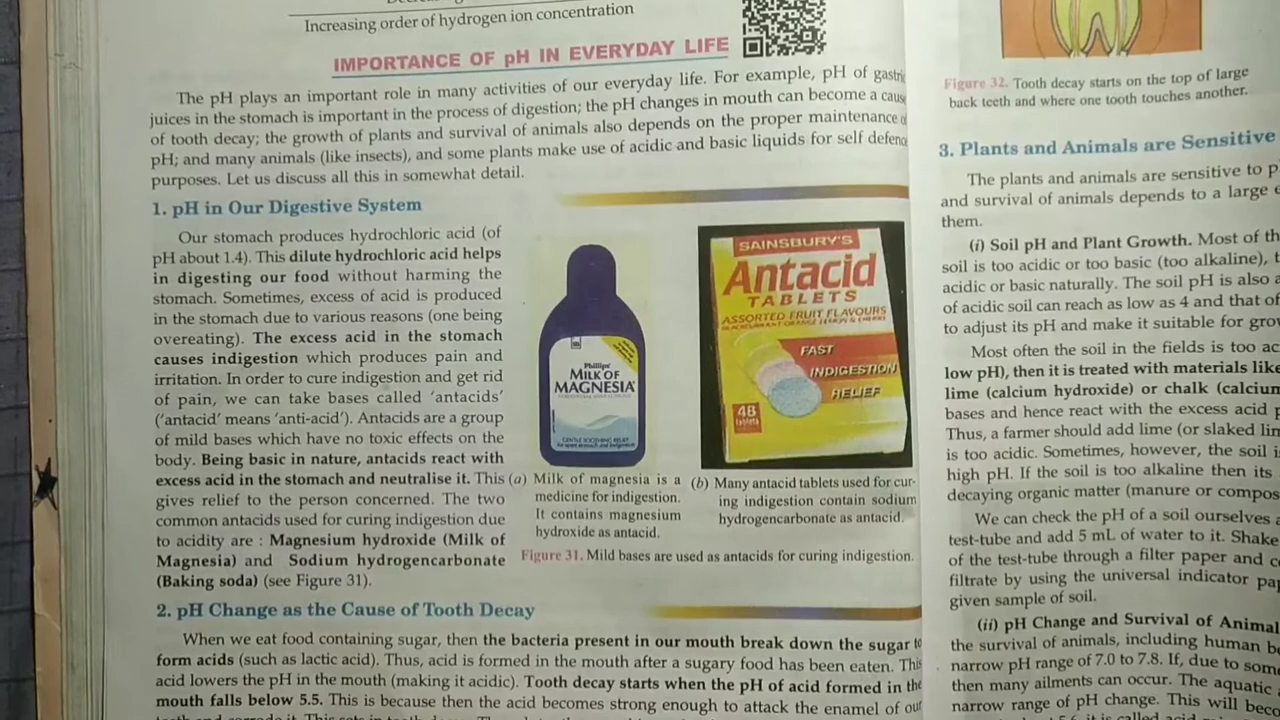 Increasing order of hydrogen ion concentration
IMPORTANCE OF pH IN EVERYDAY LIFE
The pH plays an important role in many activities of our everyday life. For example, pH of
juices in the stomach is important in the process of digestion; the pH changes in mouth can become a
of tooth decay; the growth of plants and survival of animals also depends on the proper maintenance
pH; and many animals (like insects), and some plants make use of acidic and basic liquids for self
purposes. Let us discuss all this in somewhat detail.
1. pH in Our Digestive System
Our stomach produces hydrochloric acid (of
pH about 1.4). This dilute hydrochloric acid helps
in digesting our food without harming the
stomach. Sometimes, excess of acid is produced
in the stomach due to various reasons (one being
overeating). The excess acid in the stomach
causes indigestion which produces pain and
irritation. In order to cure indigestion and get rid
of pain, we can take bases called 'antacids'
('antacid' means 'anti-acid'). Antacids are a group
of mild bases which have no toxic effects on the
body. Being basic in nature, antacids react with
excess acid in the stomach and neutralise it. This
gives relief to the person concerned. The two
common antacids used for curing indigestion due
to acidity are : Magnesium hydroxide (Milk of
Magnesia) and Sodium hydrogencarbonate
(Baking soda) (see Figure 31).
Phillips'
MILK OF
MAGNESIA
SAINSBURY'S
Antacid
TABLETS
ASSORTED FRUIT FLAVOURS
FAST
INDIGESTION
RELIEF
48
tablets
(a) Milk of magnesia is a
medicine for indigestion.
It contains magnesium
hydroxide as antacid.
(b) Many antacid tablets used for cur-
ing indigestion contain sodium
hydrogencarbonate as antacid.
Figure 31. Mild bases are used as antacids for curing indigestion.
2. pH Change as the Cause of Tooth Decay
When we eat food containing sugar, then the bacteria present in our mouth break down the sugar to
form acids (such as lactic acid). Thus, acid is formed in the mouth after a sugary food has been eaten. This
acid lowers the pH in the mouth (making it acidic). Tooth decay starts when the pH of acid formed in the
mouth falls below 5.5. This is because then the acid becomes strong enough to attack the enamel of our
Figure 32. Tooth decay starts on the top of large
back teeth and where one tooth touches another.
3. Plants and Animals are Sensitive
The plants and animals are sensitive to
and survival of animals depends to a large
them.
(i) Soil pH and Plant Growth. Most of
soil is too acidic or too basic (too alkaline),
acidic or basic naturally. The soil pH is also
of acidic soil can reach as low as 4 and that of
to adjust its pH and make it suitable for
Most often the soil in the fields is too
low pH), then it is treated with materials like
lime (calcium hydroxide) or chalk (calcium
bases and hence react with the excess acid
Thus, a farmer should add lime (or slaked
is too acidic. Sometimes, however, the soil
high pH. If the soil is too alkaline then its
decaying organic matter (manure or
We can check the pH of a soil ourselves
test-tube and add 5 mL of water to it. Shake
of the test-tube through a filter paper and
filtrate by using the universal indicator
given sample of soil.
(ii) pH Change and Survival of
the survival of animals, including human
narrow pH range of 7.0 to 7.8. If, due to
then many ailments can occur. The aquatic
narrow range of pH change. This will